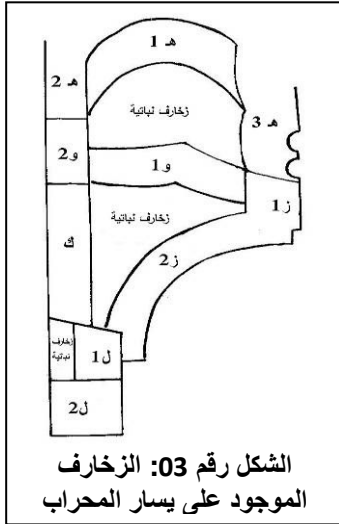 هـ 1
هـ 2
زخارف نباتية
هـ 3
و2
و1
ز1
زخارف نباتية
ك
ز2
زخارف نباتية
ل1
ل2
الشكل رقم 03: الزخارف
الموجود على يسار المحراب